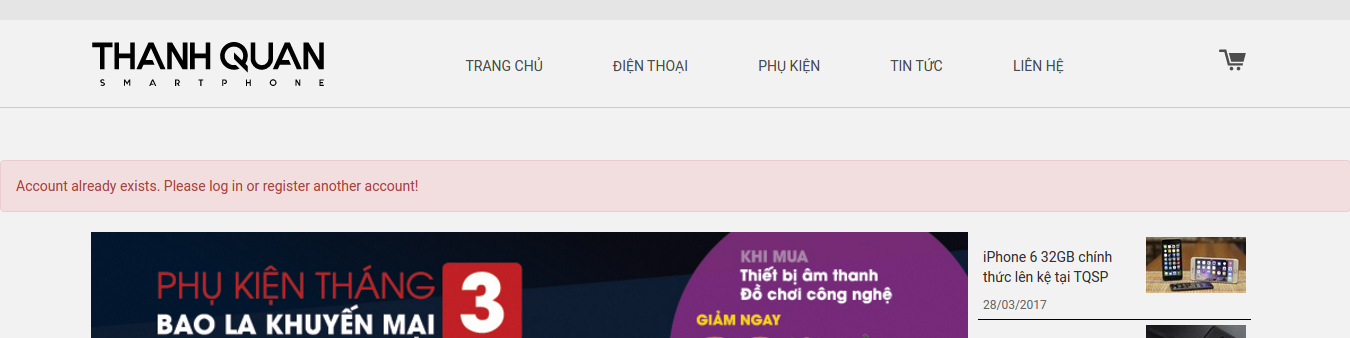 THANH QUAN
SMARTPHONE
TRANG CHỦ
ĐIỆN THOẠI
PHỤ KIỆN
TIN TỨC
LIÊN HỆ
Account already exists. Please log in or register another account!
PHỤ KIỆN THÁNG 3
BAO LA KHUYẾN MẠI
KHI MUA
Thiết bị âm thanh
Đồ chơi công nghệ
GIẢM NGAY
iPhone 6 32GB chính
thức lên kệ tại TQSP
28/03/2017